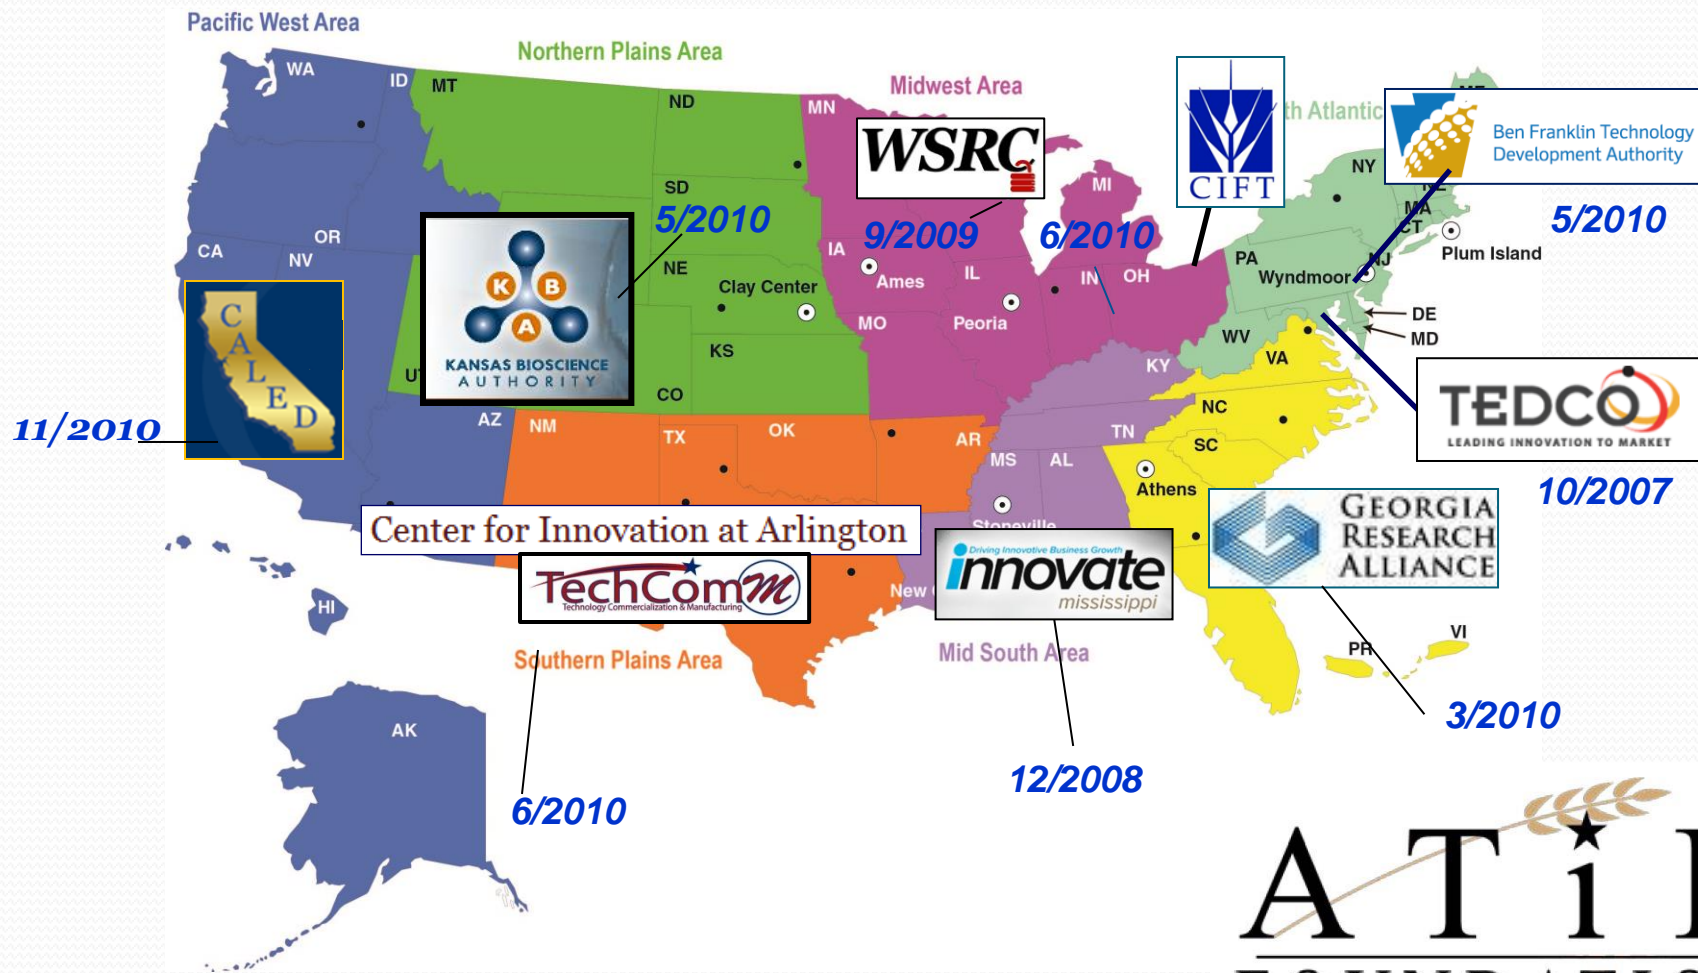 Pacific West Area
Northern Plains Area
Midwest Area
th Atlantic
WA
ID
MT
ND
MN
WSRC
CIFT
Ben Franklin Technology
Development Authority
NY
MI
SD
5/2010
9/2009
6/2010
5/2010
MA
CT
Plum Island
OR
CA
NV
NE
IA
Ames
IL
IN
OH
PA
Wyndmoor
NJ
Clay Center
KBA
KANSAS BIOSCIENCE
AUTHORITY
CALED
MO
Peoria
DE
MD
WV
VA
KS
KY
CO
TEDCO
LEADING INNOVATION TO MARKET
11/2010
AZ
NM
TX
OK
AR
TN
NC
SC
MS
AL
Athens
10/2007
Stoneville
Center for Innovation at Arlington
GEORGIA
RESEARCH
ALLIANCE
TechComm
Technology Commercialization & Manufacturing
Driving Innovative Business Growth
innovate
mississippi
New
HI
Southern Plains Area
Mid South Area
PR
VI
3/2010
AK
12/2008
6/2010
ATi